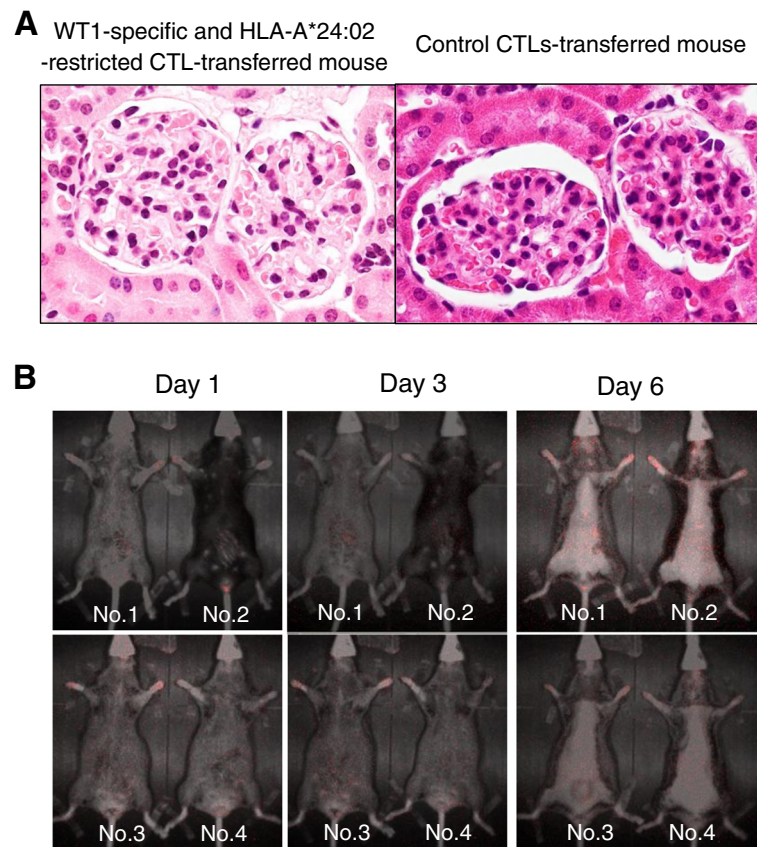 A
WT1-specific and HLA-A*24:02
-restricted CTL-transferred mouse
Control CTLs-transferred mouse
B
Day 1
Day 3
Day 6
No.1
No.2
No.1
No.2
No.1
No.2
No.3
No.4
No.3
No.4
No.3
No.4